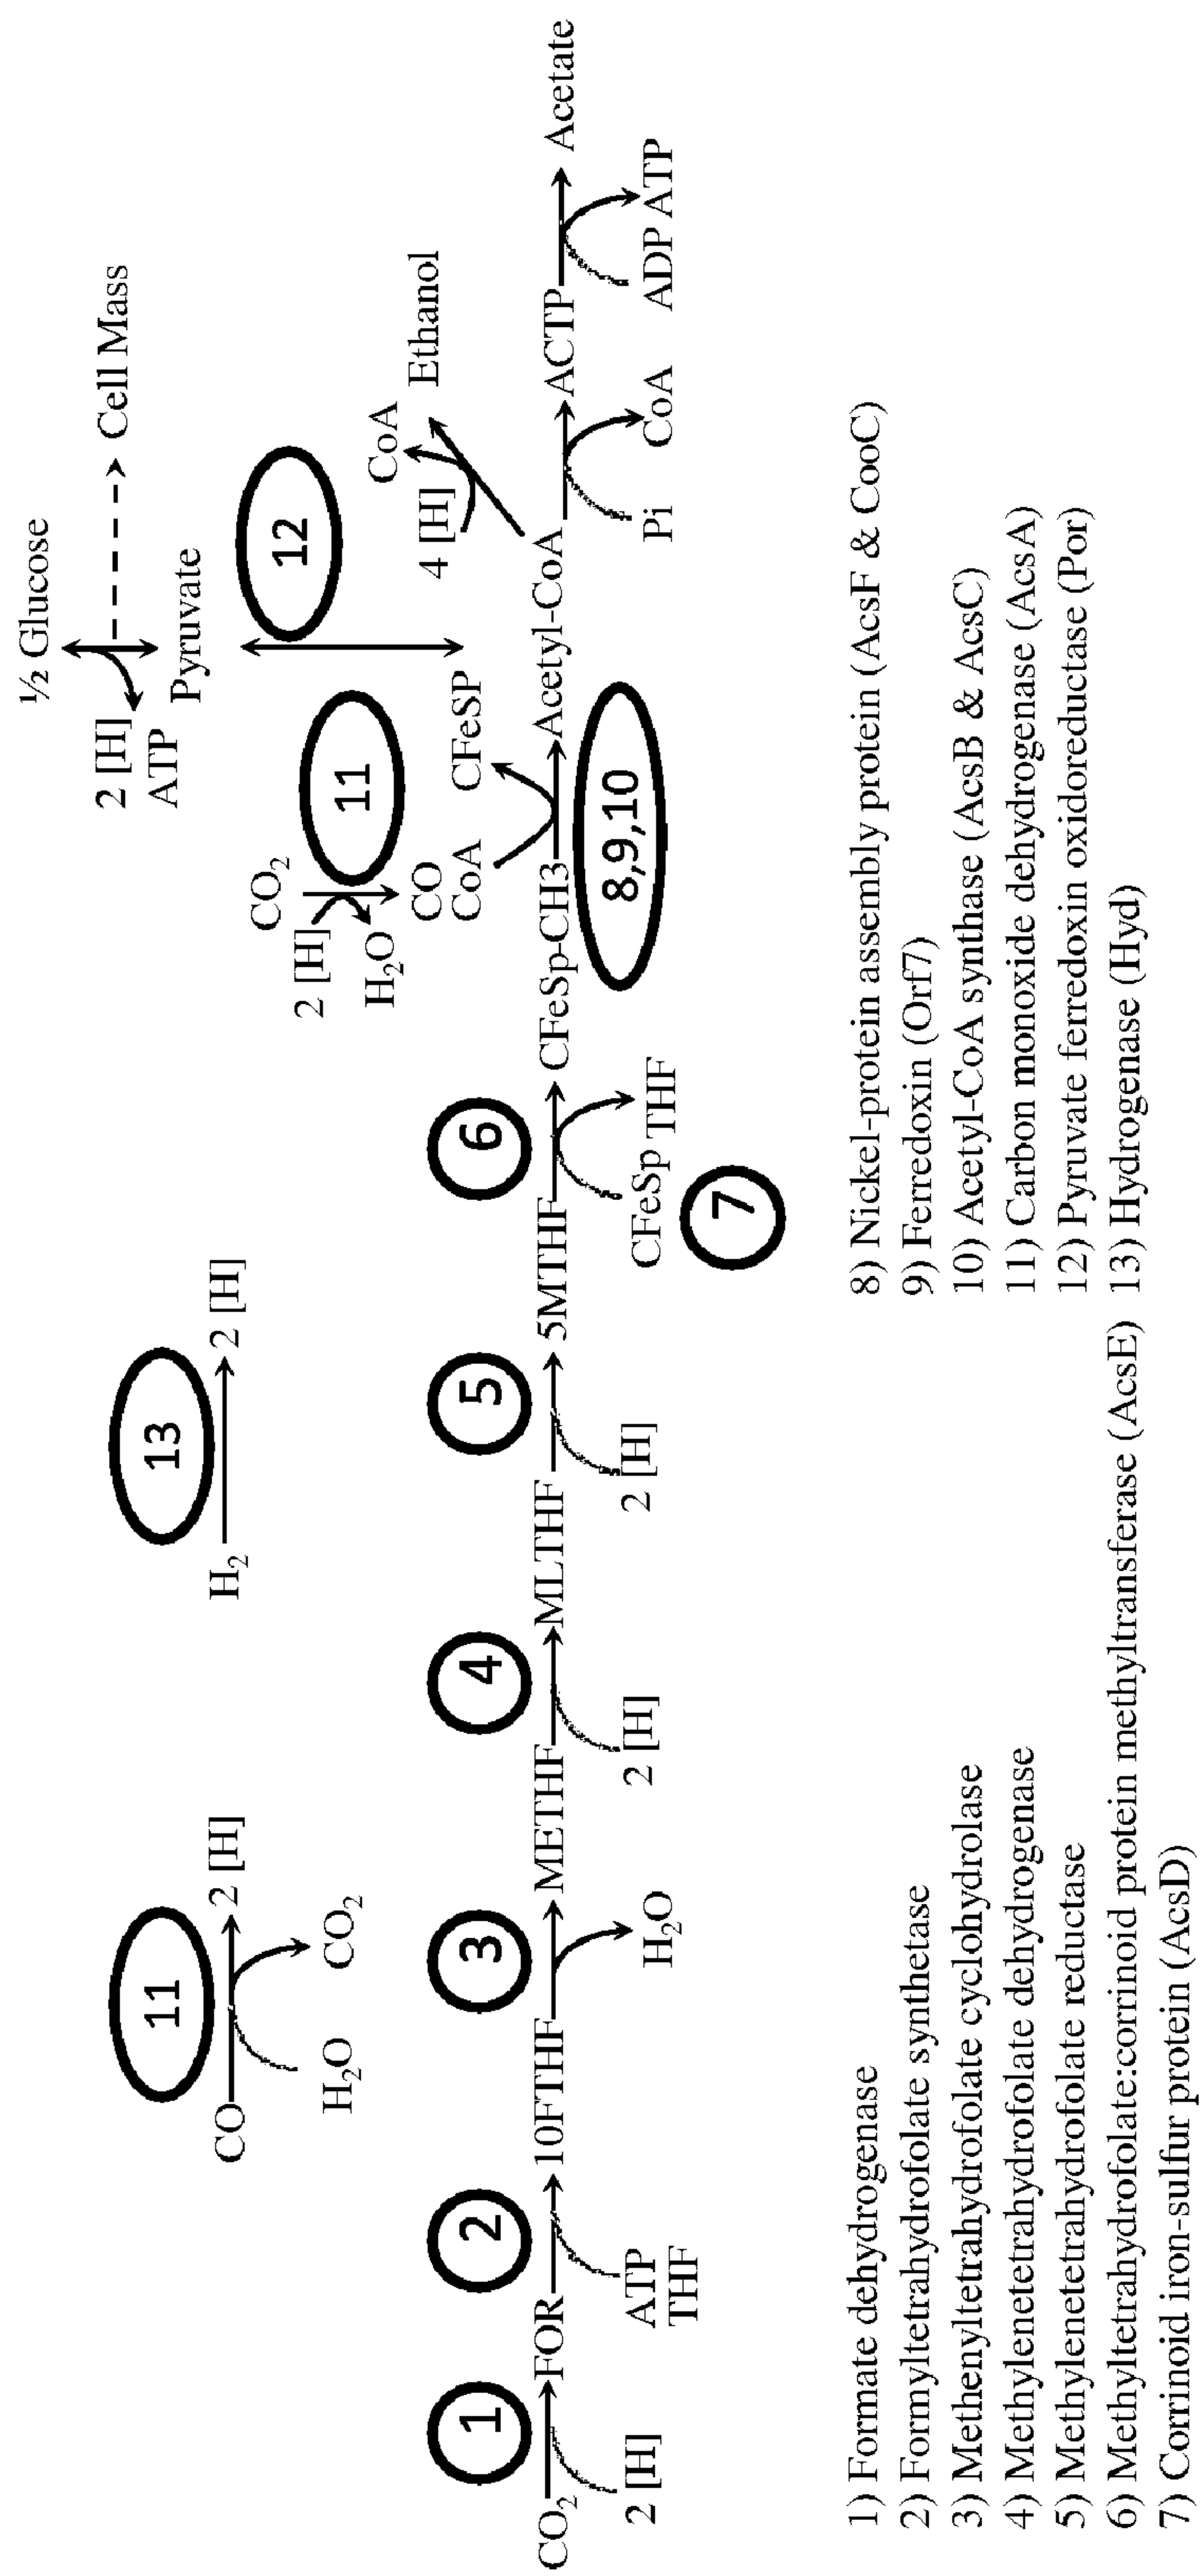 ½ Glucose
2 [H]
ATP
Cell Mass
Pyruvate
11
CO
2 [H]
H₂O
CO₂
13
H₂
2 [H]
CO₂
2 [H]
H₂O
CO
11
12
CoA
CFeSP
4 [H]
CoA
Ethanol
1
2
3
4
5
6
CO₂
FOR
10FTHF
METHF
MLTHF
5MTHF
CFeSp-CH3
Acetyl-CoA
ACTP
Acetate
2 [H]
ATP
THF
H₂O
2 [H]
2 [H]
CFeSp
THF
7
8,9,10
Pi
CoA
ADP
ATP
1) Formate dehydrogenase
2) Formyltetrahydrofolate synthetase
3) Methenyltetrahydrofolate cyclohydrolase
4) Methylenetetrahydrofolate dehydrogenase
5) Methylenetetrahydrofolate reductase
6) Methyltetrahydrofolate:corrinoid protein methyltransferase (AcsE)
7) Corrinoid iron-sulfur protein (AcsD)
8) Nickel-protein assembly protein (AcsF & CooC)
9) Ferredoxin (Orf7)
10) Acetyl-CoA synthase (AcsB & AcsC)
11) Carbon monoxide dehydrogenase (AcsA)
12) Pyruvate ferredoxin oxidoreductase (Por)
13) Hydrogenase (Hyd)